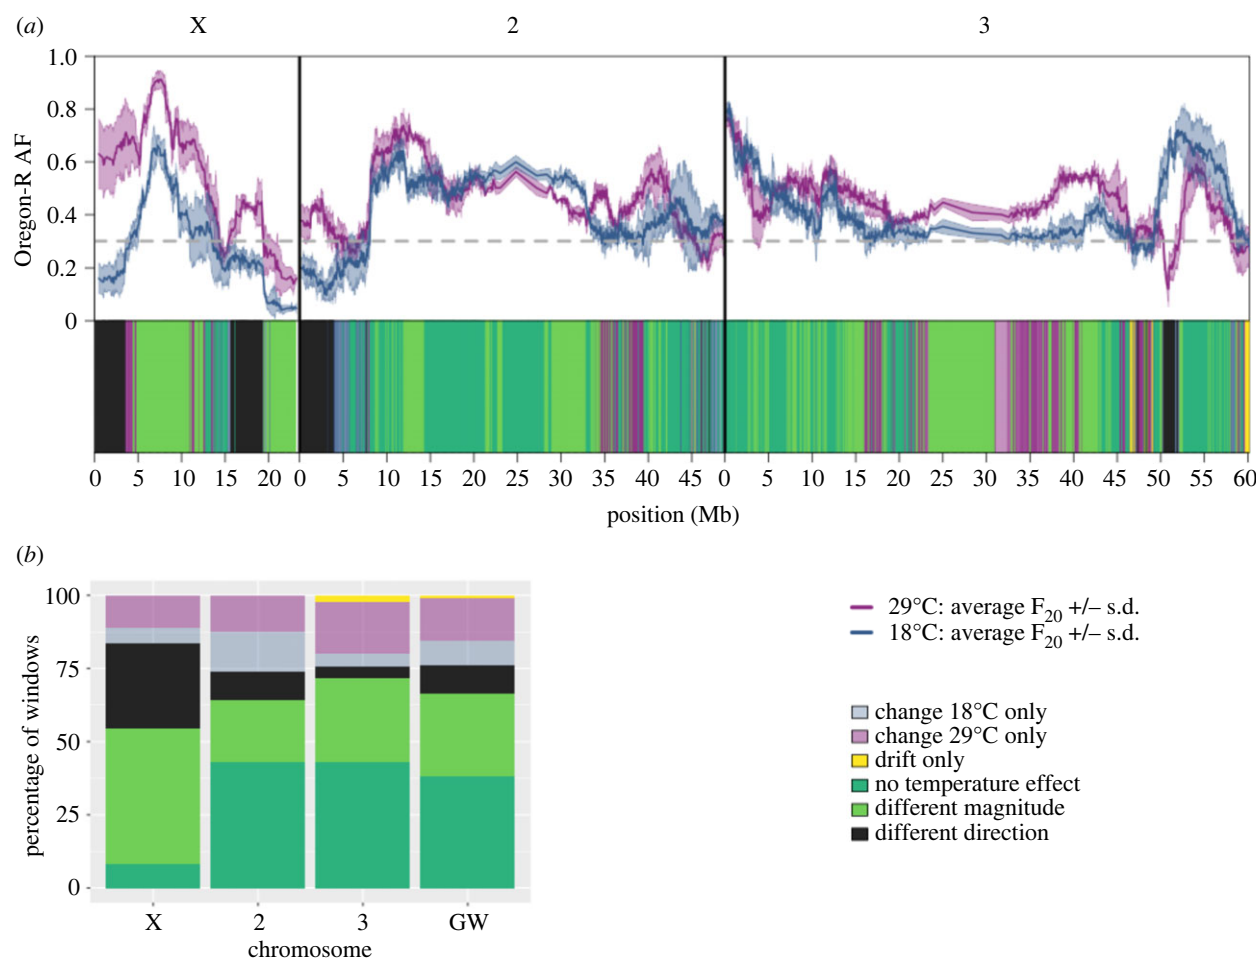 (a) X 2 3
Oregon-R AF
1.0
0.8
0.6
0.4
0.2
0
0 5 10 15 20 0 5 10 15 20 25 30 35 40 45 0 5 10 15 20 25 30 35 40 45 50 55 60
position (Mb)
(b)
percentage of windows
100
75
50
25
0
X 2 3 GW
chromosome
29°C: average F20 +/– s.d.
18°C: average F20 +/– s.d.
change 18°C only
change 29°C only
drift only
no temperature effect
different magnitude
different direction